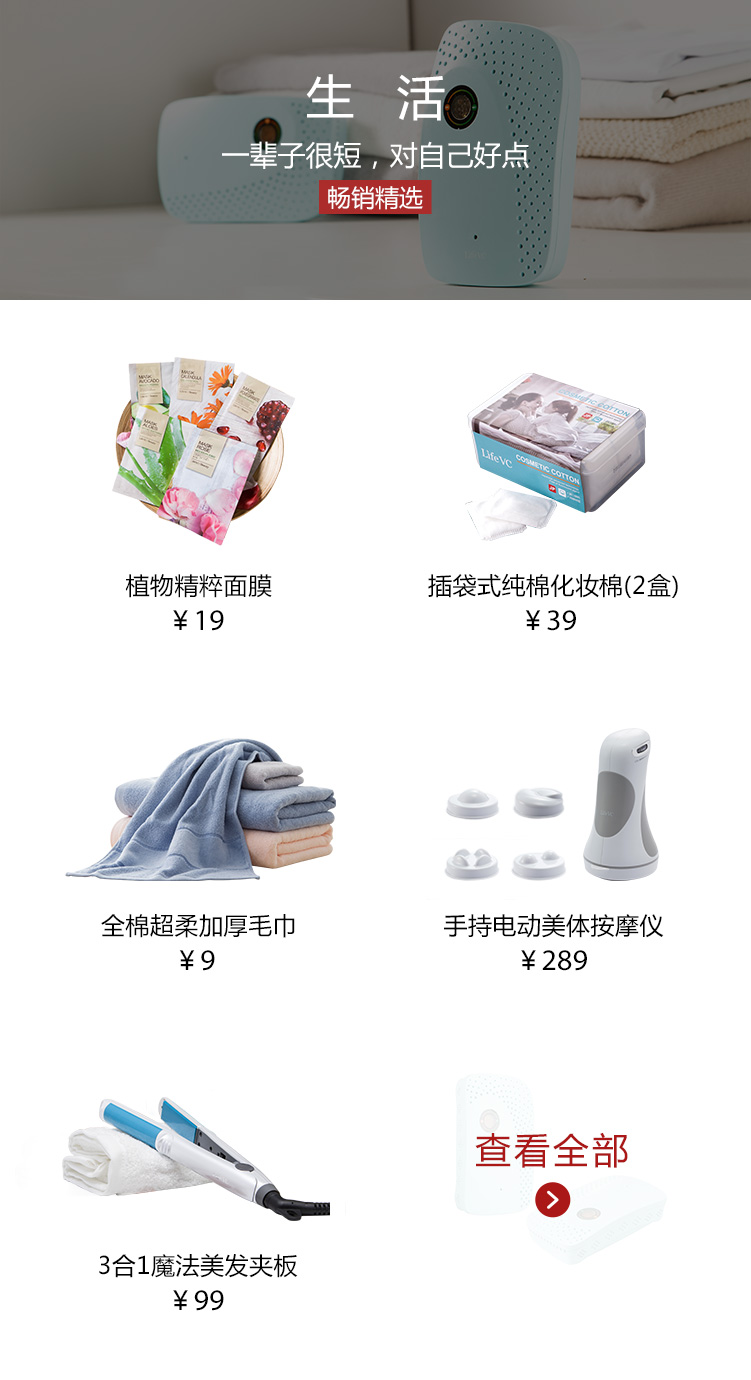 生 活
一辈子很短，对自己好点
畅销精选
MASK
AVOCADO
MASK
CALENDULA
MASK
MASK
ALOES
MASK
ROSE
COSMETIC COTTON
LifeVC
COSMETIC COTTON
植物精粹面膜
¥19
插袋式纯棉化妆棉(2盒)
¥39
全棉超柔加厚毛巾
¥9
手持电动美体按摩仪
¥289
查看全部
3合1魔法美发夹板
¥99